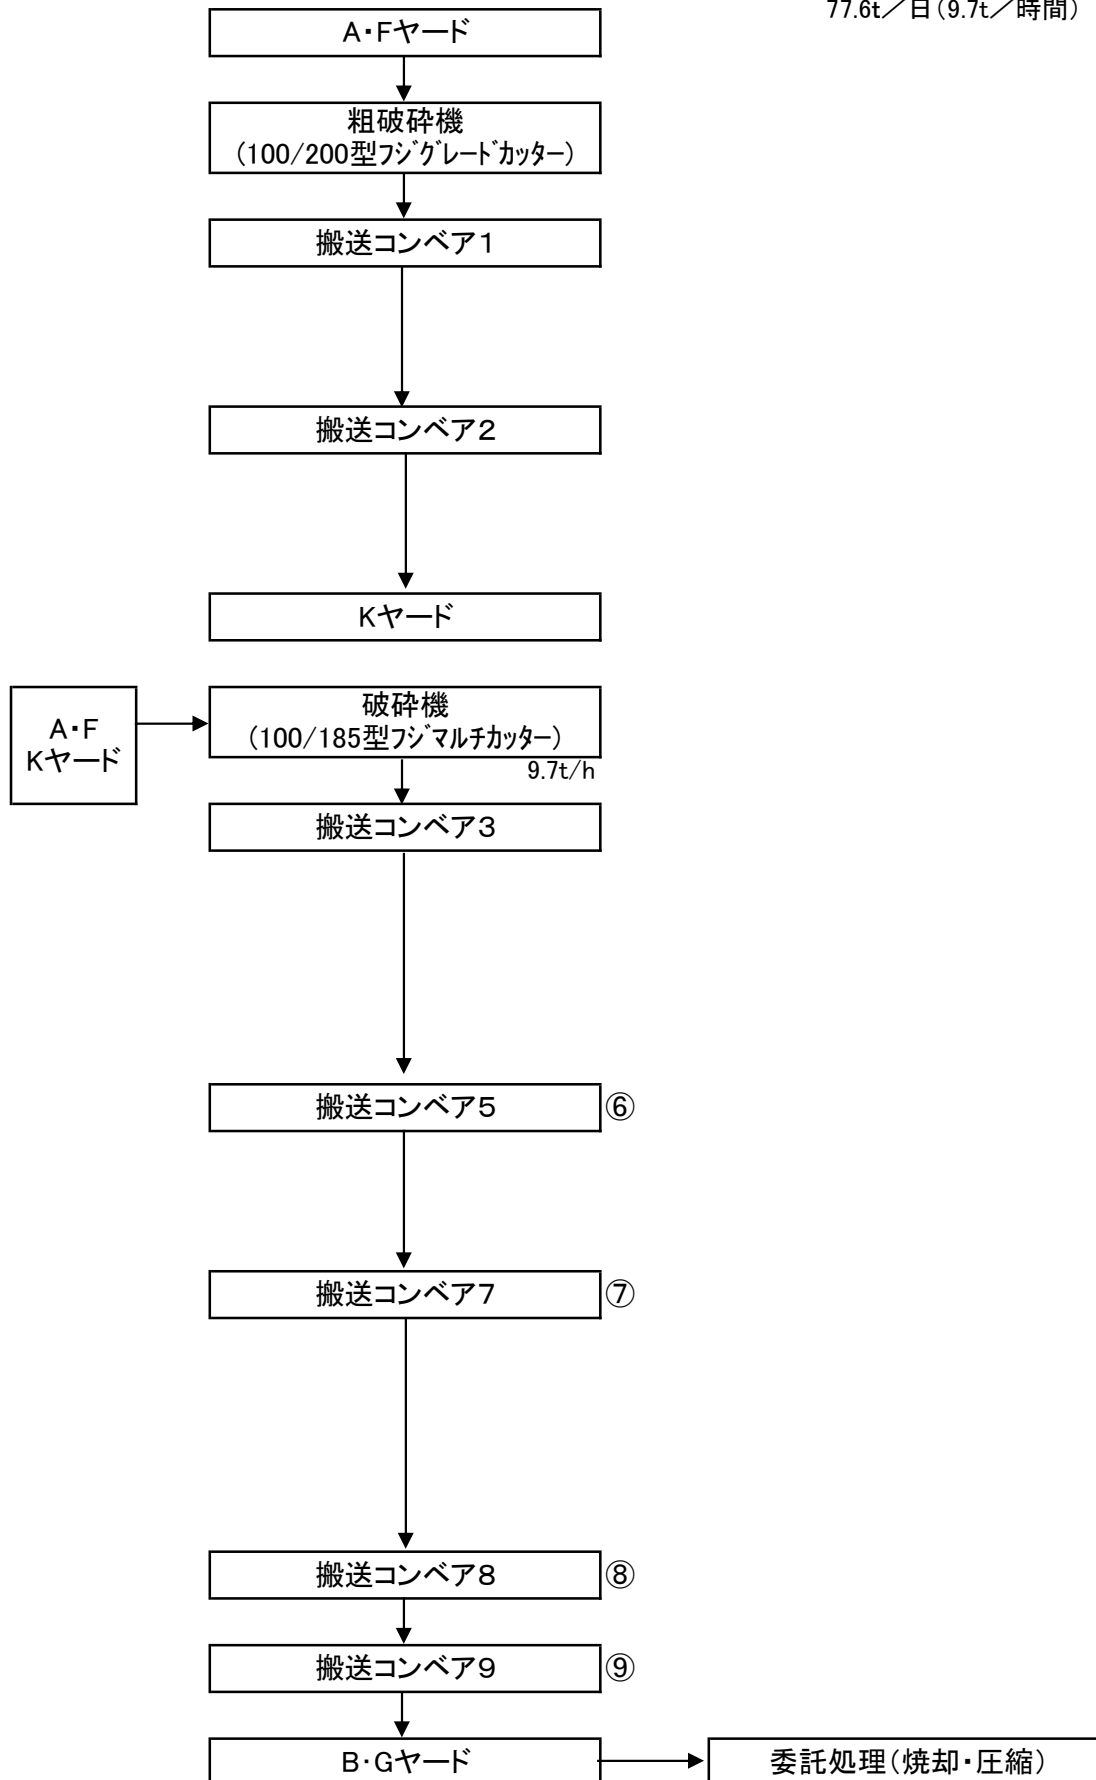 77.6t／日（9.7t／時間）
A・Fヤード
粗破砕機
（100/200型ﾌｼﾞｸﾞﾚｰﾄﾞｶｯﾀｰ）
搬送コンベア1
搬送コンベア2
Kヤード
A・F
Kヤード
破砕機
（100/185型ﾌｼﾞﾏﾙﾁｶｯﾀｰ）
9.7t/h
搬送コンベア3
搬送コンベア5 ⑥
搬送コンベア7 ⑦
搬送コンベア8 ⑧
搬送コンベア9 ⑨
B・Gヤード
委託処理（焼却・圧縮）